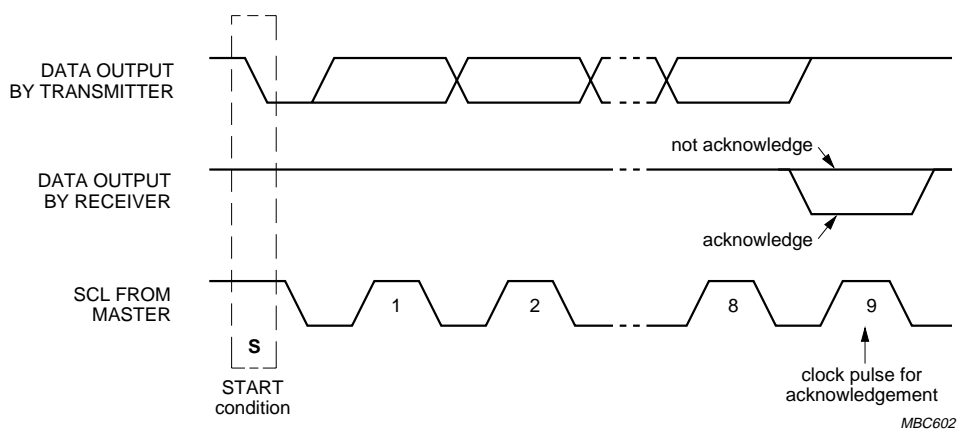 DATA OUTPUT
BY TRANSMITTER
not acknowledge
DATA OUTPUT
BY RECEIVER
acknowledge
SCL FROM
MASTER
1
2
8
9
S
START
condition
clock pulse for
acknowledgement
MBC602